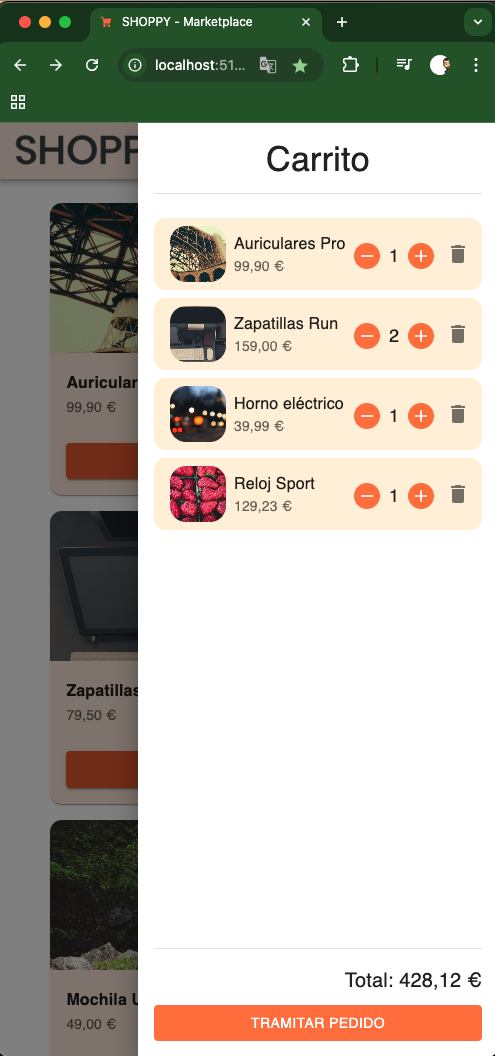 SHOPPY - Marketplace
localhost:51...
SHOPP
Carrito
Auriculares Pro
99,90 €
1
Zapatillas Run
159,00 €
2
Horno eléctrico
39,99 €
1
Reloj Sport
129,23 €
1
Auricular
99,90 €
Zapatillas
79,50 €
Mochila U
49,00 €
Total: 428,12 €
TRAMITAR PEDIDO